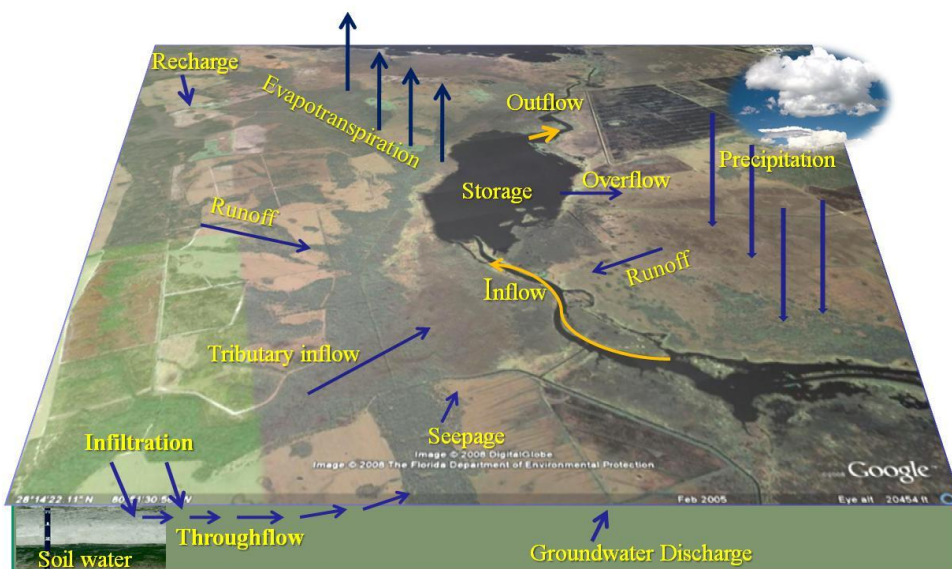 Recharge
Evapotranspiration
Outflow
Precipitation
Storage
Overflow
Runoff
Runoff
Inflow
Tributary inflow
Seepage
Infiltration
Image © 2008 DigitalGlobe
Image © 2008 The Florida Department of Environmental Protection
Google
Feb 2005
Eye alt 20454 ft
Throughflow
Soil water
Groundwater Discharge